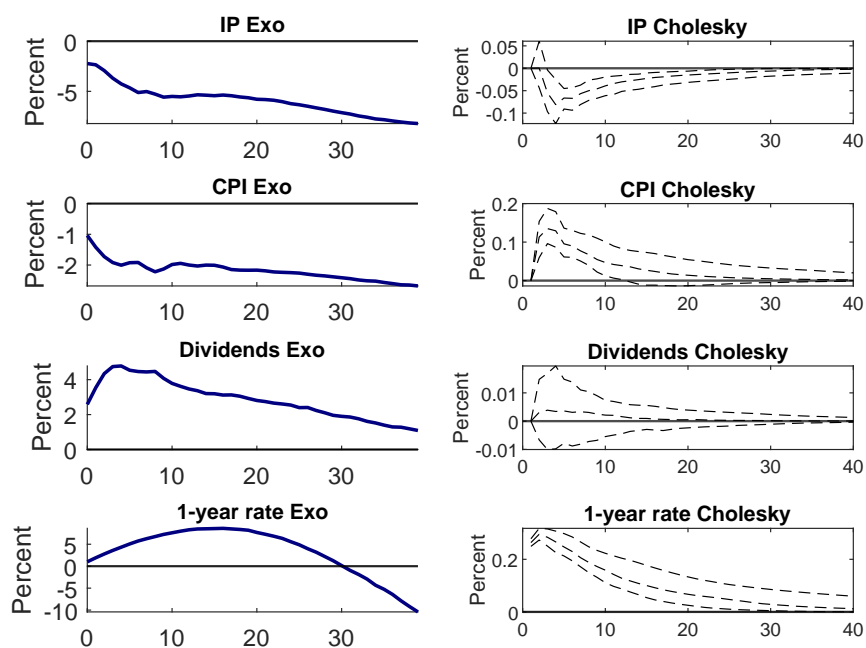 IP Exo
0
-5
Percent
0 10 20 30
IP Cholesky
0.05
0
-0.05
-0.1
Percent
0 10 20 30 40
CPI Exo
0
-1
-2
Percent
0 10 20 30
CPI Cholesky
0.2
0.1
0
Percent
0 10 20 30 40
Dividends Exo
4
2
0
Percent
0 10 20 30
Dividends Cholesky
0.01
0
-0.01
Percent
0 10 20 30 40
1-year rate Exo
5
0
-5
-10
Percent
0 10 20 30
1-year rate Cholesky
0.2
0
Percent
0 10 20 30 40